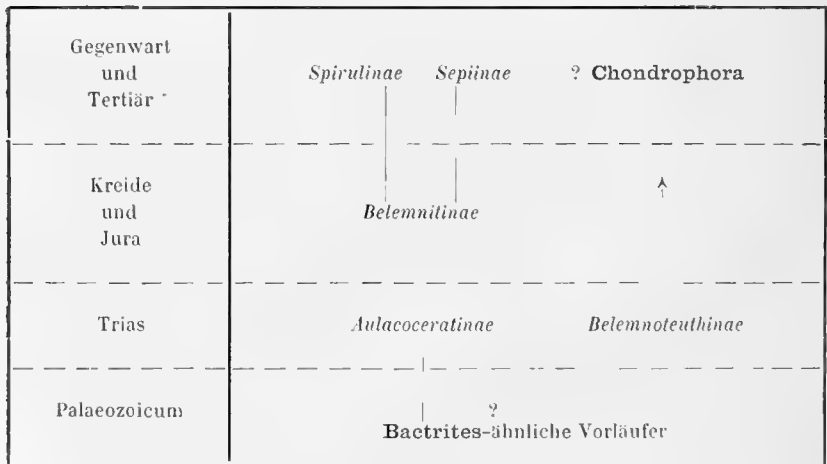 Gegenwart
und
Tertiär
Spirulinae Sepiinae ? Chondrophora
Kreide
und
Jura
Belemnitinae
Trias
Aulacoceratinae Belemnoteuthinae
Palaeozoicum
?
Bactrites-ähnliche Vorläufer